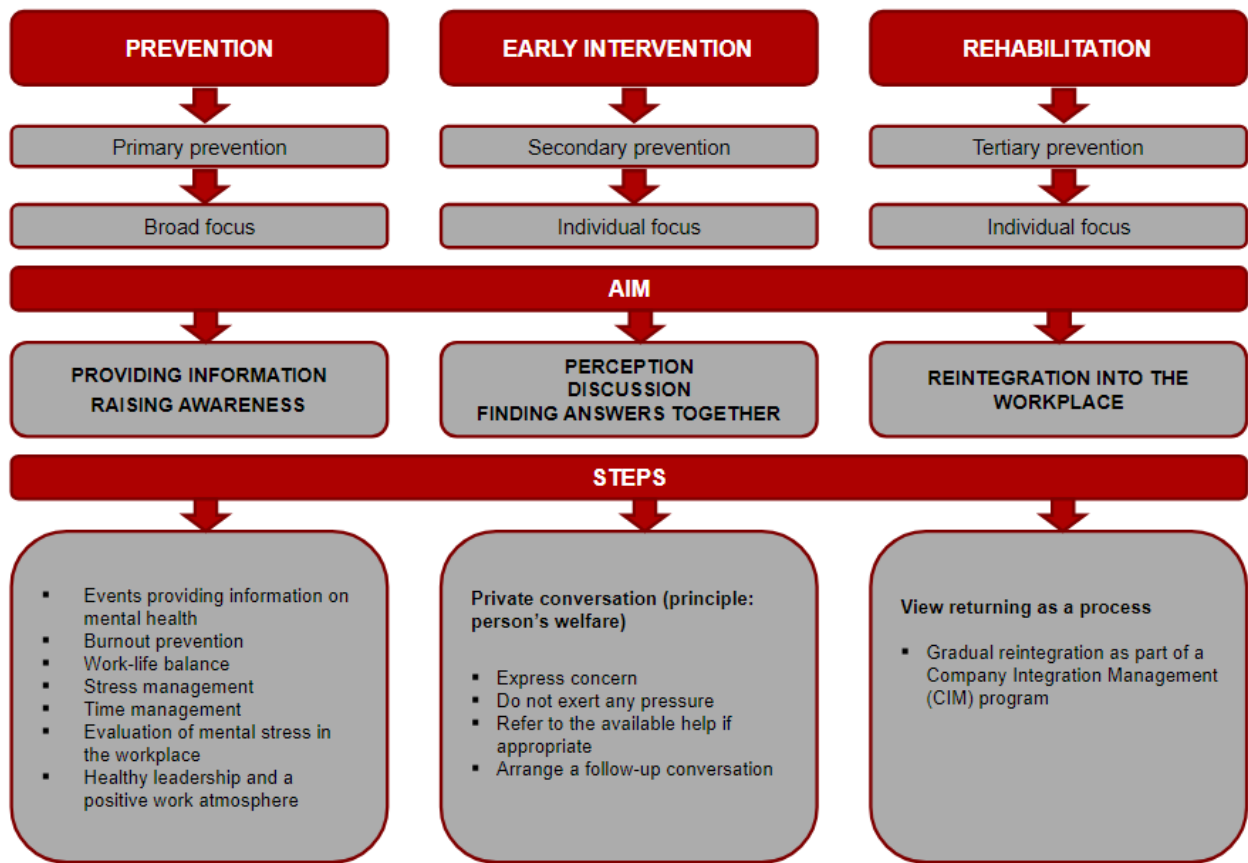 PREVENTION
EARLY INTERVENTION
REHABILITATION
Primary prevention
Secondary prevention
Tertiary prevention
Broad focus
Individual focus
Individual focus
AIM
PROVIDING INFORMATION
RAISING AWARENESS
PERCEPTION
DISCUSSION
FINDING ANSWERS TOGETHER
REINTEGRATION INTO THE
WORKPLACE
STEPS
▪ Events providing information on
mental health
▪ Burnout prevention
▪ Work-life balance
▪ Stress management
▪ Time management
▪ Evaluation of mental stress in
the workplace
▪ Healthy leadership and a
positive work atmosphere
Private conversation (principle:
person's welfare)
▪ Express concern
▪ Do not exert any pressure
▪ Refer to the available help if
appropriate
▪ Arrange a follow-up conversation
View returning as a process
▪ Gradual reintegration as part of a
Company Integration Management
(CIM) program